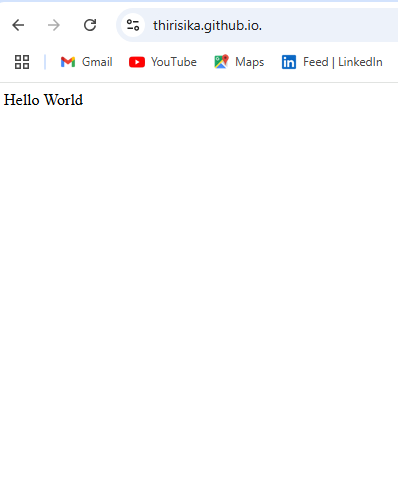 thirisika.github.io.
Gmail YouTube Maps Feed | LinkedIn
Hello World